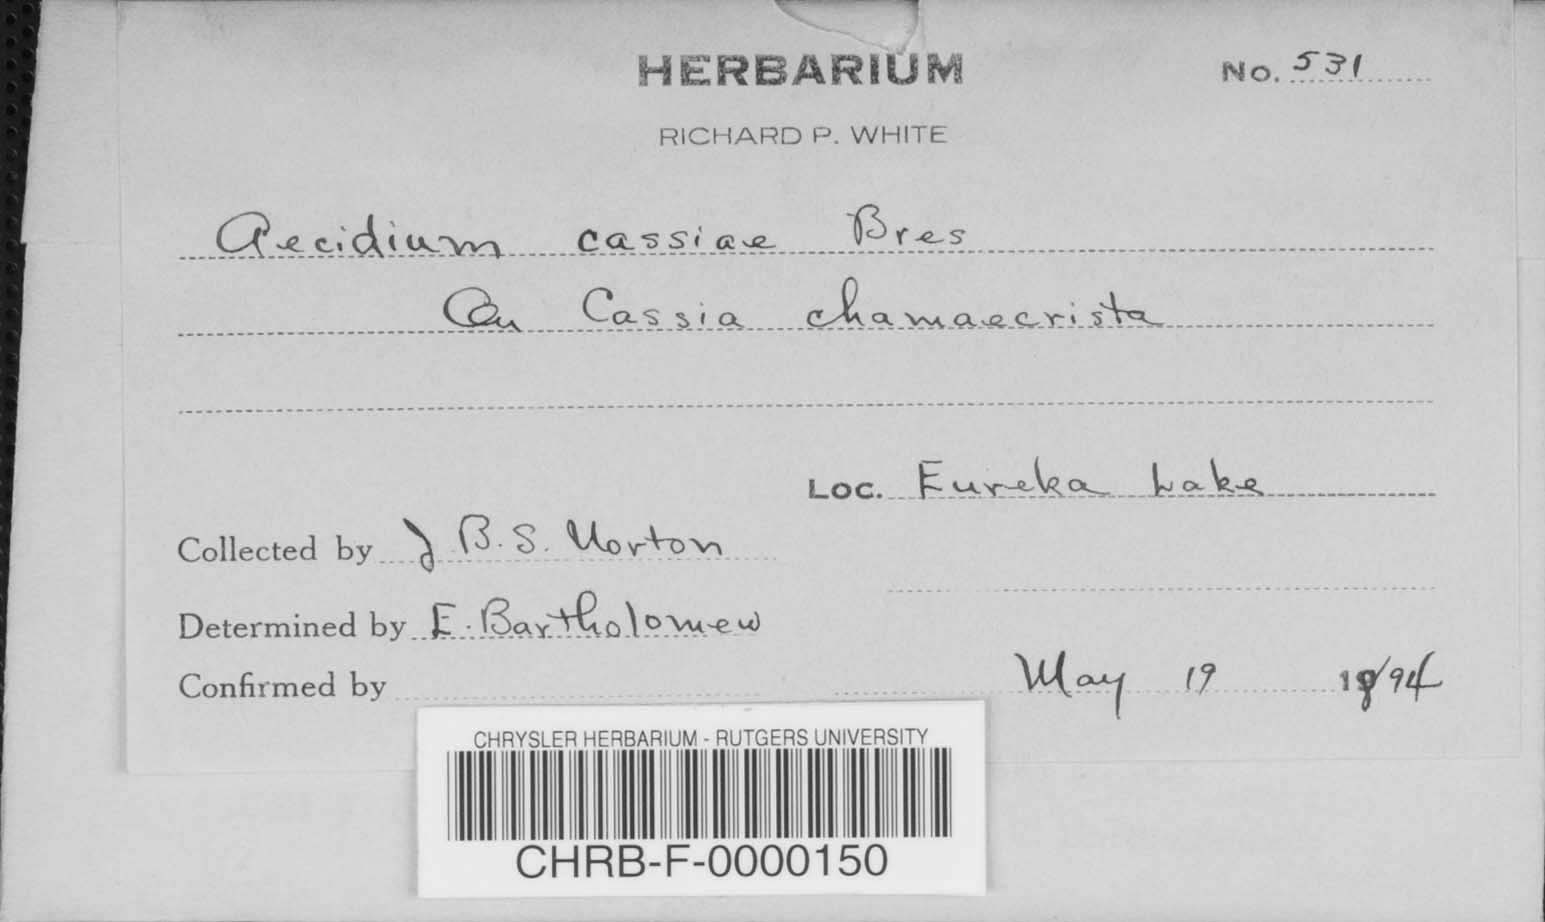 HERBARIUM
No. 531
RICHARD P. WHITE
Aecidium cassiae Bres
On Cassia chamaecrista
Loc. Eureka Lake
Collected by J B. S. Norton
Determined by E. Bartholomew
Confirmed by
May 19 1894
CHRYSLER HERBARIUM - RUTGERS UNIVERSITY
CHRB-F-0000150